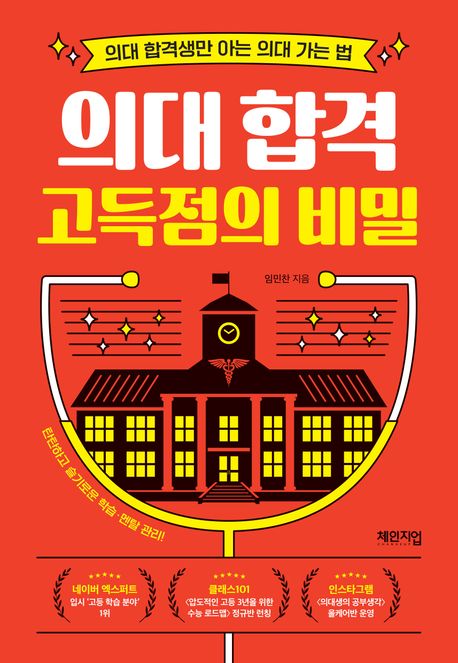 의대 합격생만 아는 의대 가는 법
의대 합격
고득점의 비밀
임민찬 지음
탄탄하고 슬기로운 학습·멘탈 관리!
체인지업
네이버 엑스퍼트
입시 '고등 학습 분야'
1위
클래스101
<압도적인 고등 3년을 위한
수능 로드맵> 정규반 런칭
인스타그램
<의대생의 공부생각>
올케어반 운영